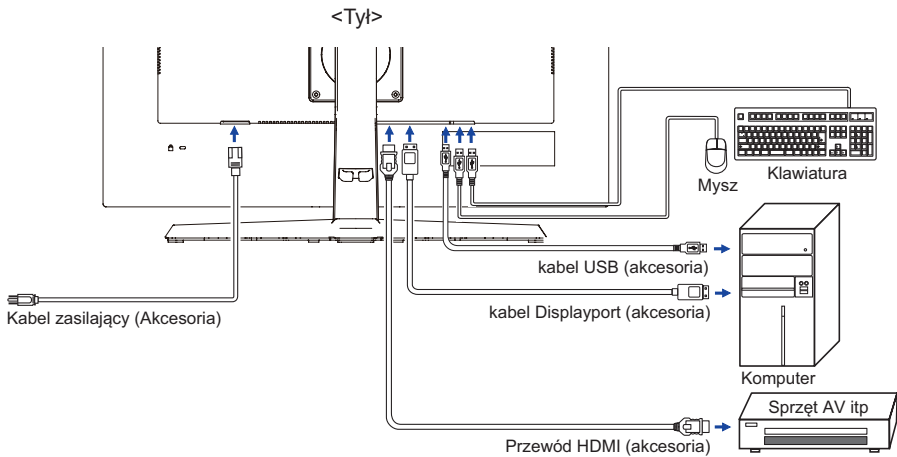 <Tył>
Mysz
Klawiatura
kabel USB (akcesoria)
kabel Displayport (akcesoria)
Kabel zasilający (Akcesoria)
Komputer
Sprzęt AV itp
Przewód HDMI (akcesoria)